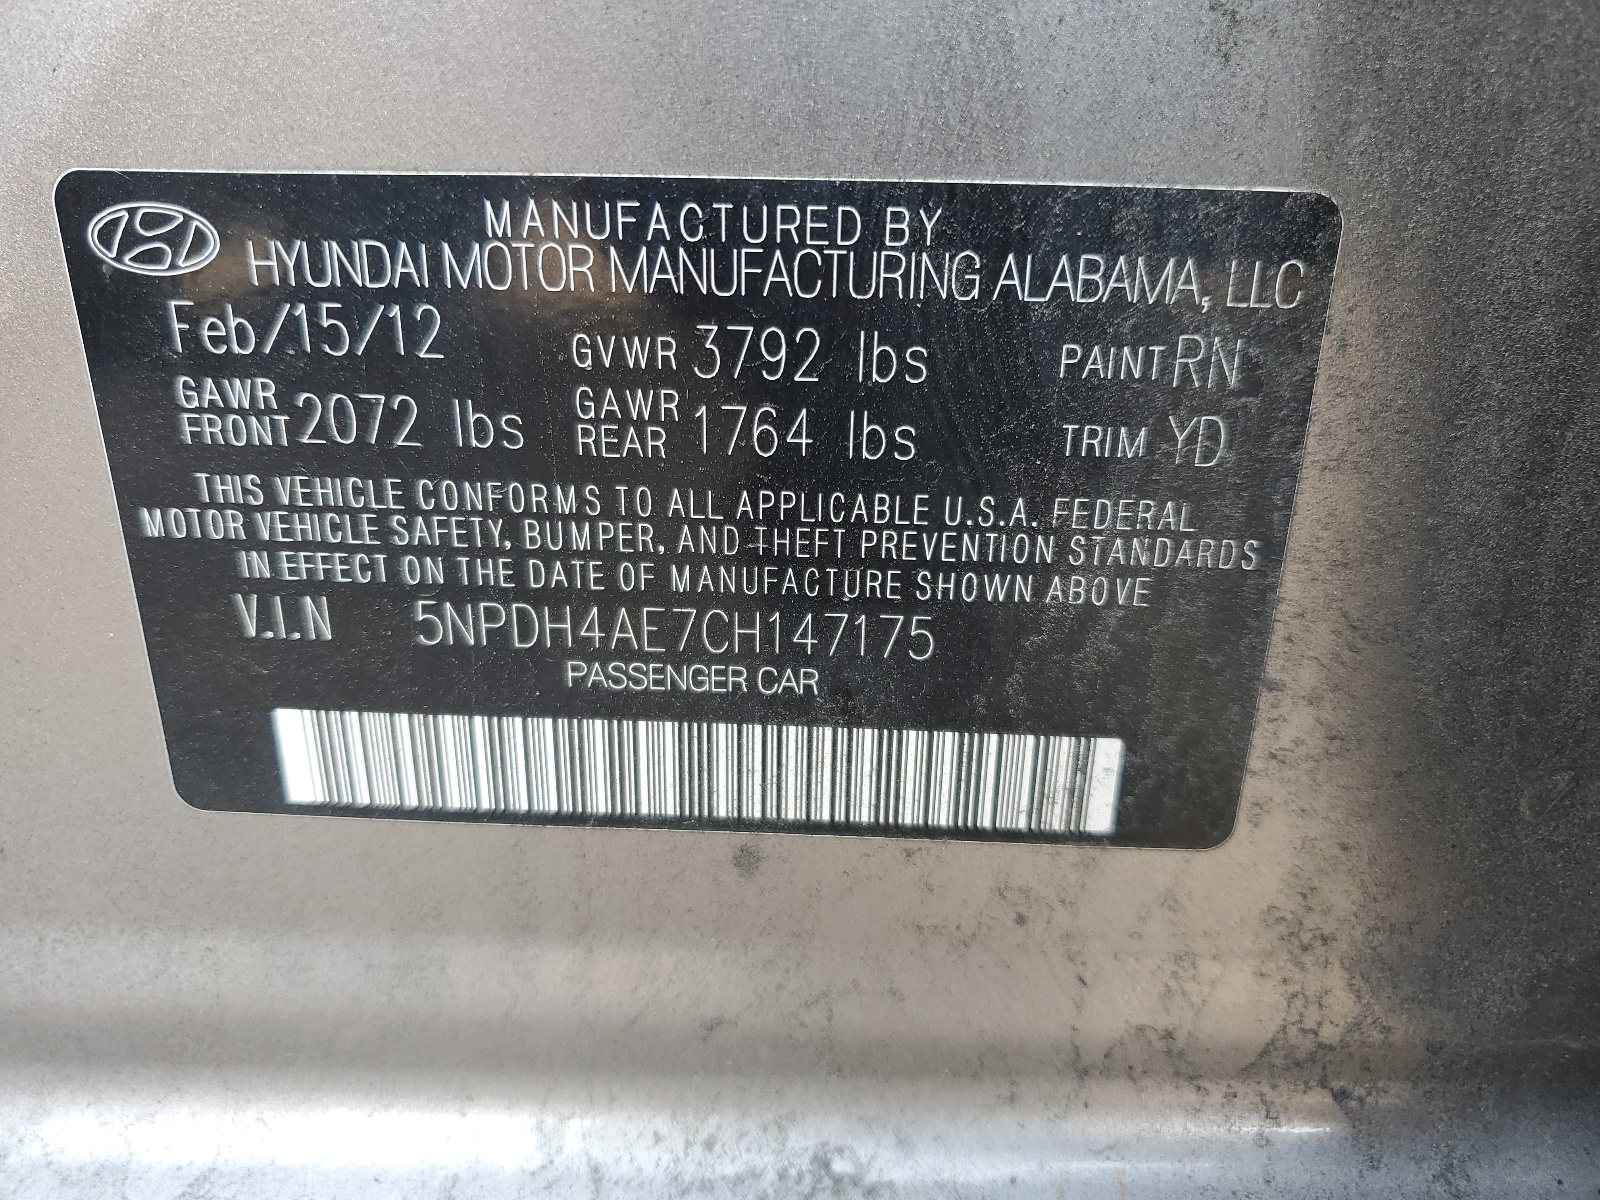 MANUFACTURED BY
HYUNDAI MOTOR MANUFACTURING ALABAMA, LLC
Feb/15/12 GVWR 3792 lbs PAINT RN
GAWR FRONT 2072 lbs GAWR REAR 1764 lbs TRIM YD
THIS VEHICLE CONFORMS TO ALL APPLICABLE U.S.A. FEDERAL
MOTOR VEHICLE SAFETY, BUMPER, AND THEFT PREVENTION STANDARDS
IN EFFECT ON THE DATE OF MANUFACTURE SHOWN ABOVE
V.I.N 5NPDH4AE7CH147175
PASSENGER CAR